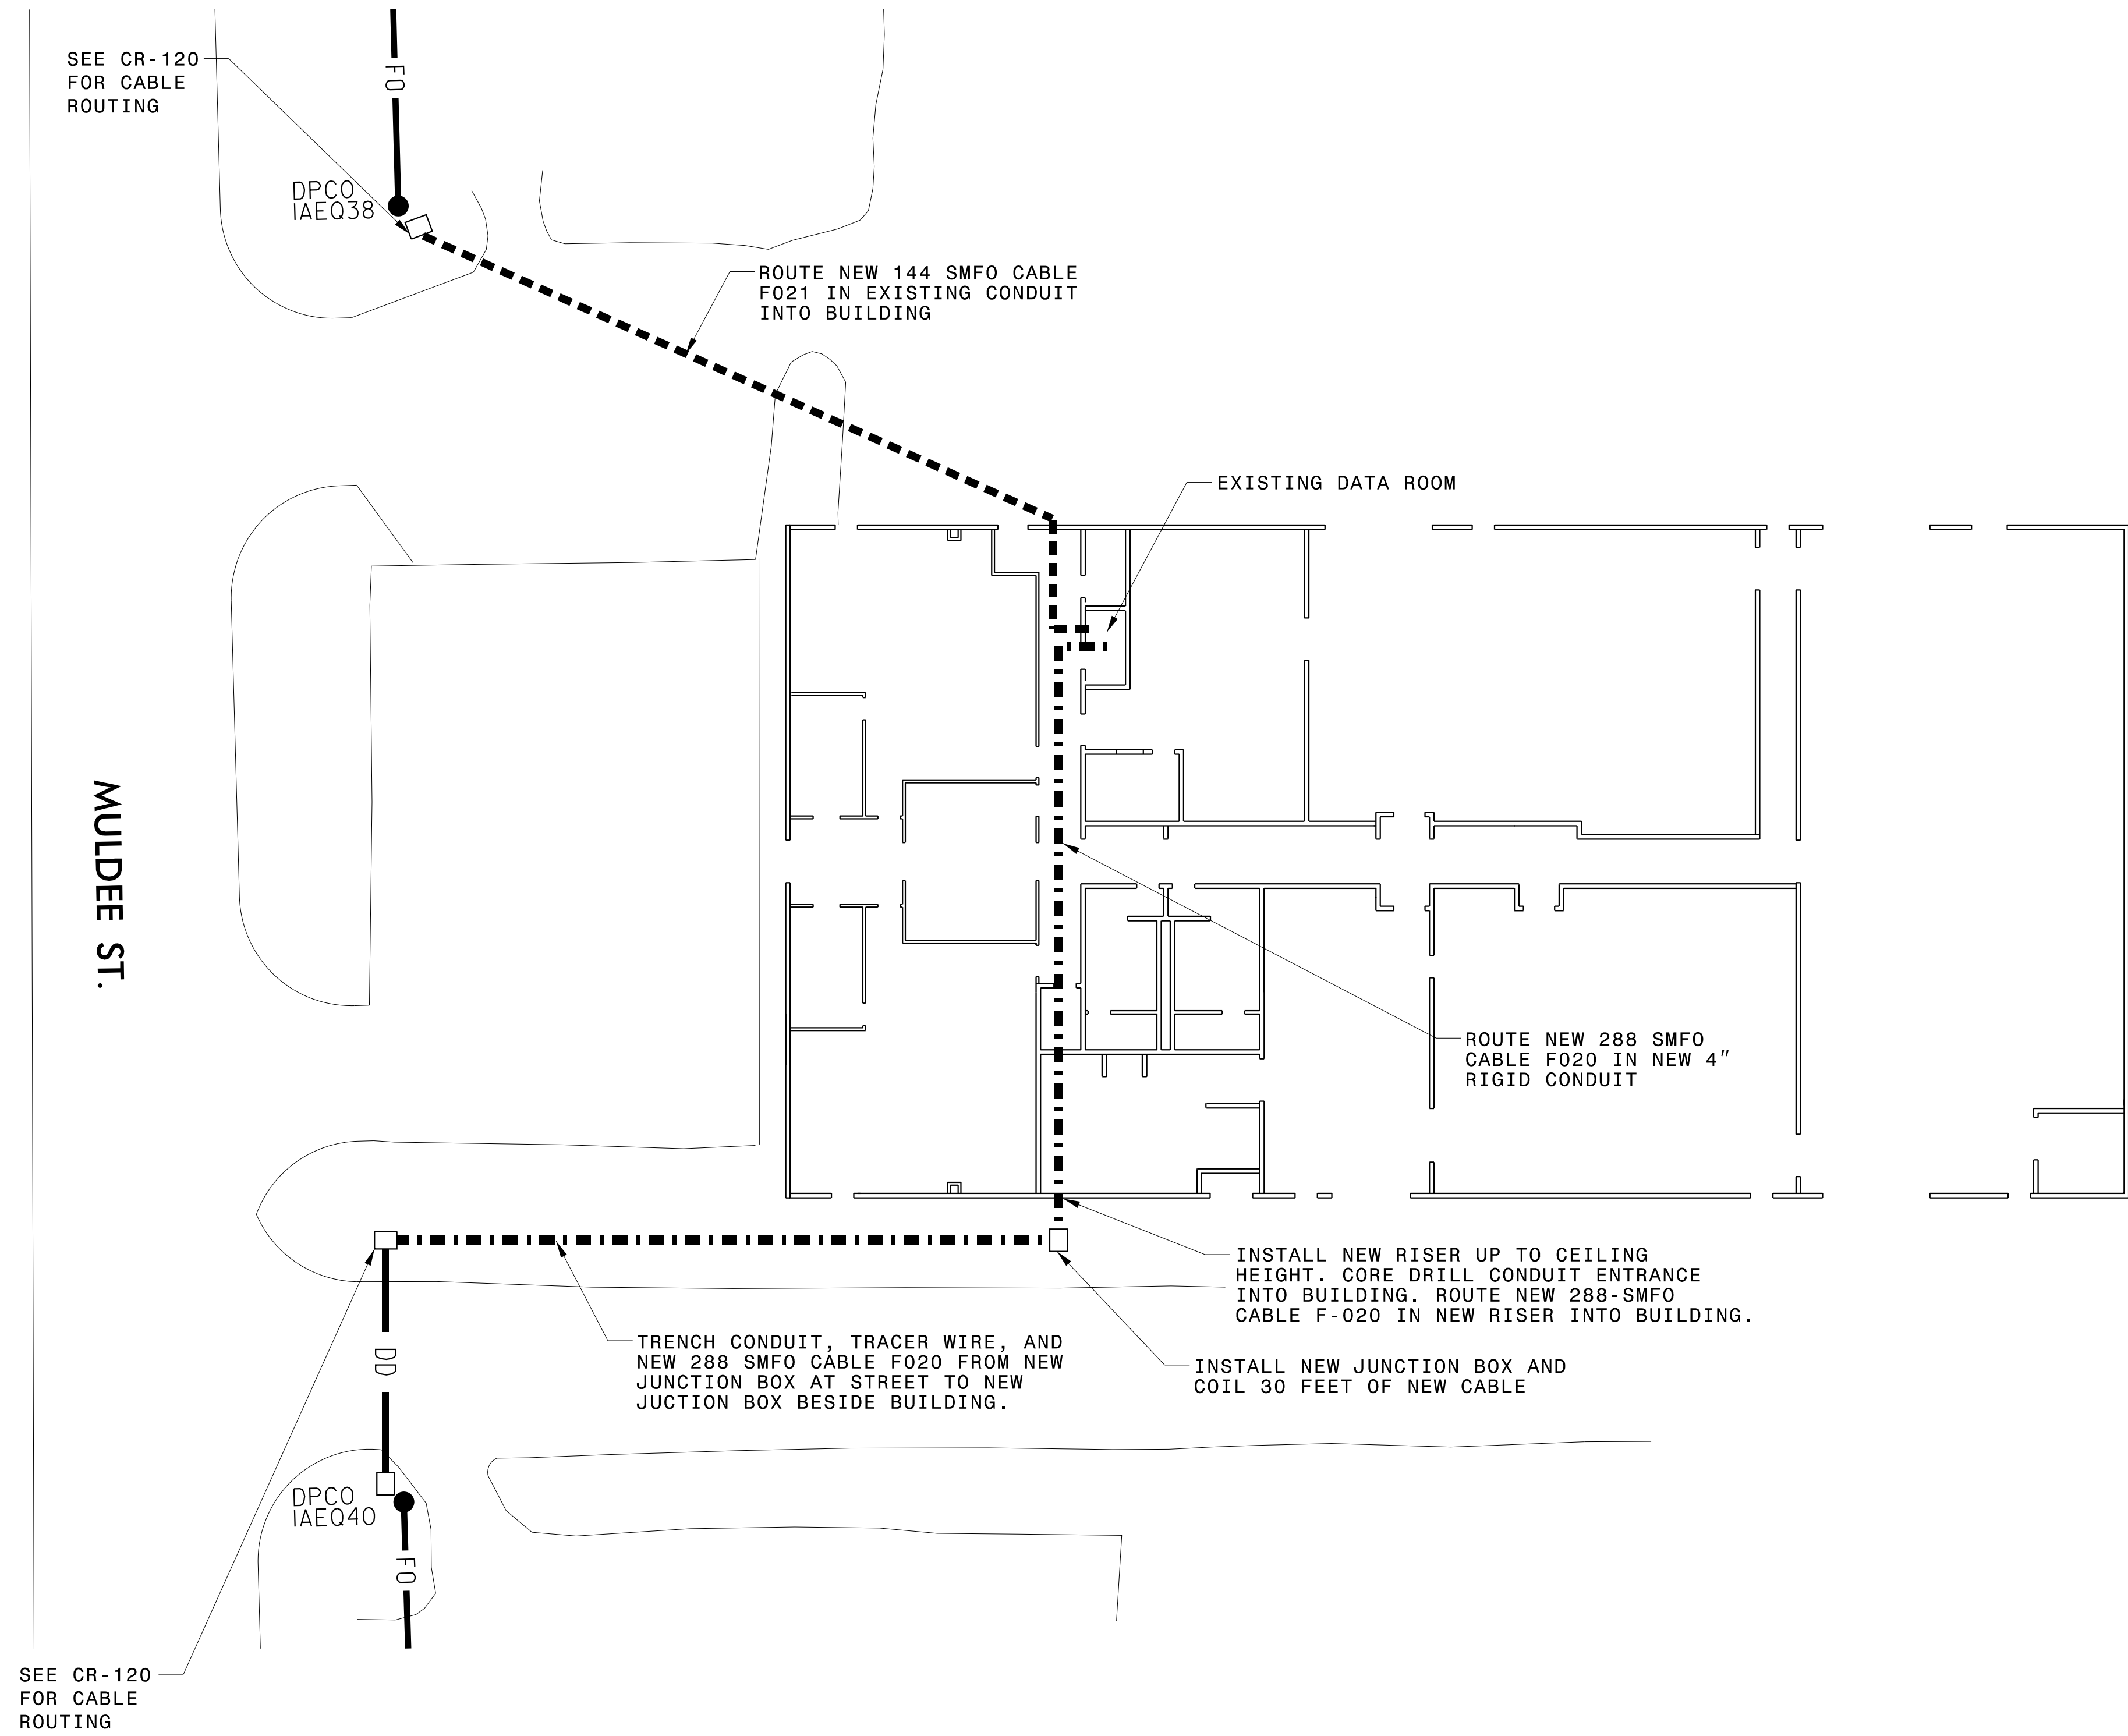 SEE CR-120
FOR CABLE
ROUTING
FO
DPCO
IAEQ38
ROUTE NEW 144 SMFO CABLE
FO21 IN EXISTING CONDUIT
INTO BUILDING
EXISTING DATA ROOM
MULDEE ST.
ROUTE NEW 288 SMFO
CABLE FO20 IN NEW 4"
RIGID CONDUIT
INSTALL NEW RISER UP TO CEILING
HEIGHT. CORE DRILL CONDUIT ENTRANCE
INTO BUILDING. ROUTE NEW 288-SMFO
CABLE F-020 IN NEW RISER INTO BUILDING.
TRENCH CONDUIT, TRACER WIRE, AND
NEW 288 SMFO CABLE FO20 FROM NEW
JUNCTION BOX AT STREET TO NEW
JUCTION BOX BESIDE BUILDING.
INSTALL NEW JUNCTION BOX AND
COIL 30 FEET OF NEW CABLE
DD
DPCO
IAEQ40
FO
SEE CR-120
FOR CABLE
ROUTING